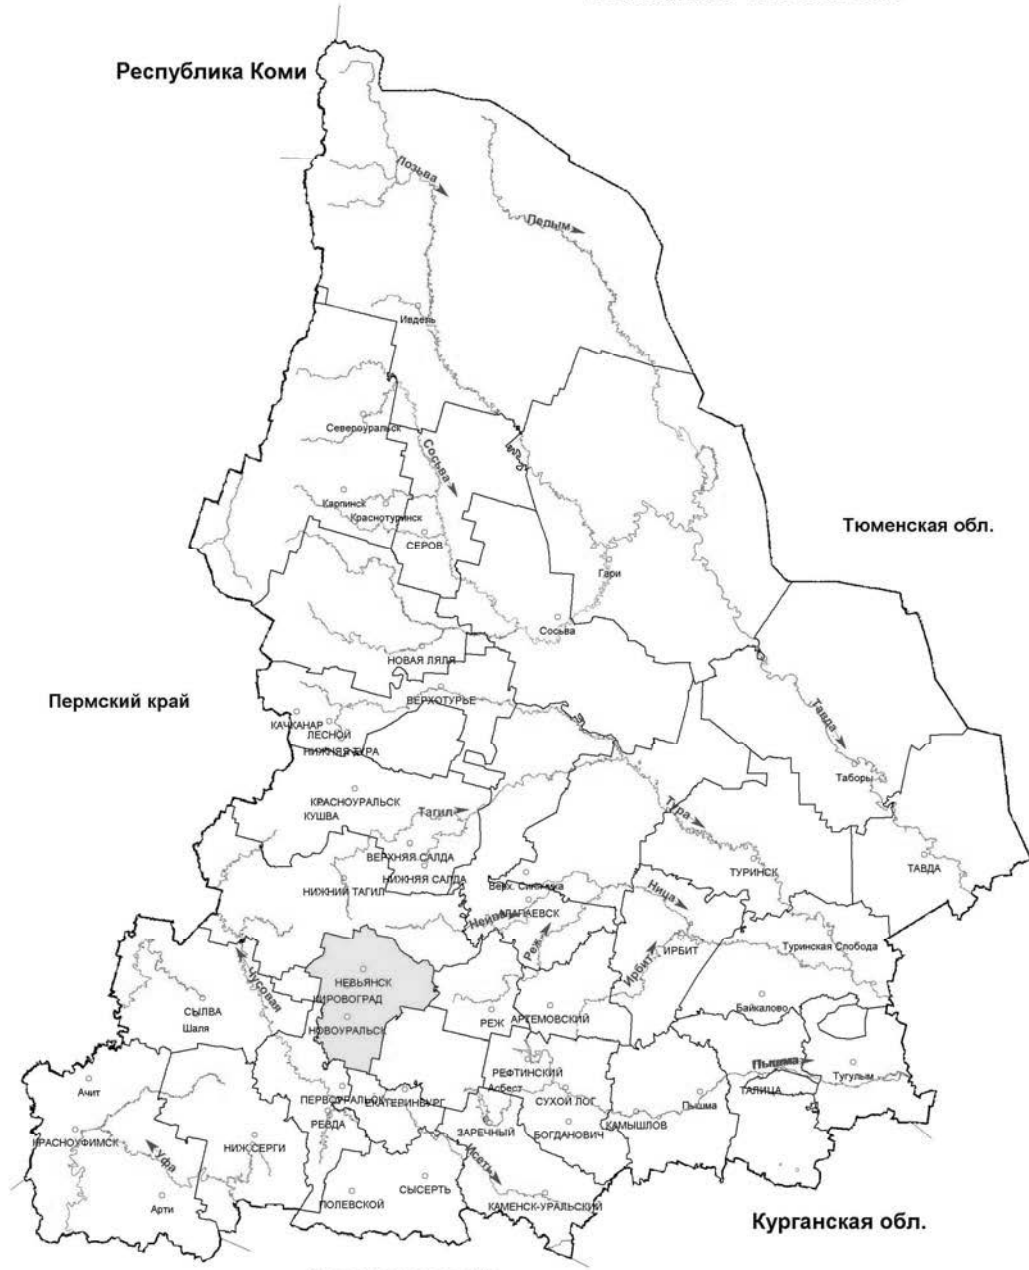 Республика Коми
Лозьва
Пелым
Ивдель
Североуральск
Сосьва
Карпинск
Краснотурьинск
СЕРОВ
Тюменская обл.
Гари
Сосьва
НОВАЯ ЛЯЛЯ
Пермский край
ВЕРХОТУРЬЕ
КАЧКАНАР
ЛЕСНОЙ
НИЖНЯЯ ТУРА
Тавда
Таборы
КРАСНОУРАЛЬСК
КУШВА
Тагил
Тура
ВЕРХНЯЯ САЛДА
НИЖНЯЯ САЛДА
НИЖНИЙ ТАГИЛ
ТУРИНСК
ТАВДА
Верх. Синячиха
Ница
Нейва
АЛАПАЕВСК
Реж
Ирбит
ИРБИТ
Туринская Слобода
Чусовая
НЕВЬЯНСК
КИРОВОГРАД
НОВОУРАЛЬСК
СЫЛВА
Шаля
РЕЖ
АРТЕМОВСКИЙ
Байкалово
Пышма
Тугулым
РЕФТИНСКИЙ
Асбест
СУХОЙ ЛОГ
ТАЛИЦА
Ачит
ПЕРВОУРАЛЬСК
ЕКАТЕРИНБУРГ
Пышма
РЕВДА
ЗАРЕЧНЫЙ
БОГДАНОВИЧ
КАМЫШЛОВ
КРАСНОУФИМСК
Уфа
НИЖ.СЕРГИ
Исеть
Арти
ПОЛЕВСКОЙ
СЫСЕРТЬ
КАМЕНСК-УРАЛЬСКИЙ
Курганская обл.